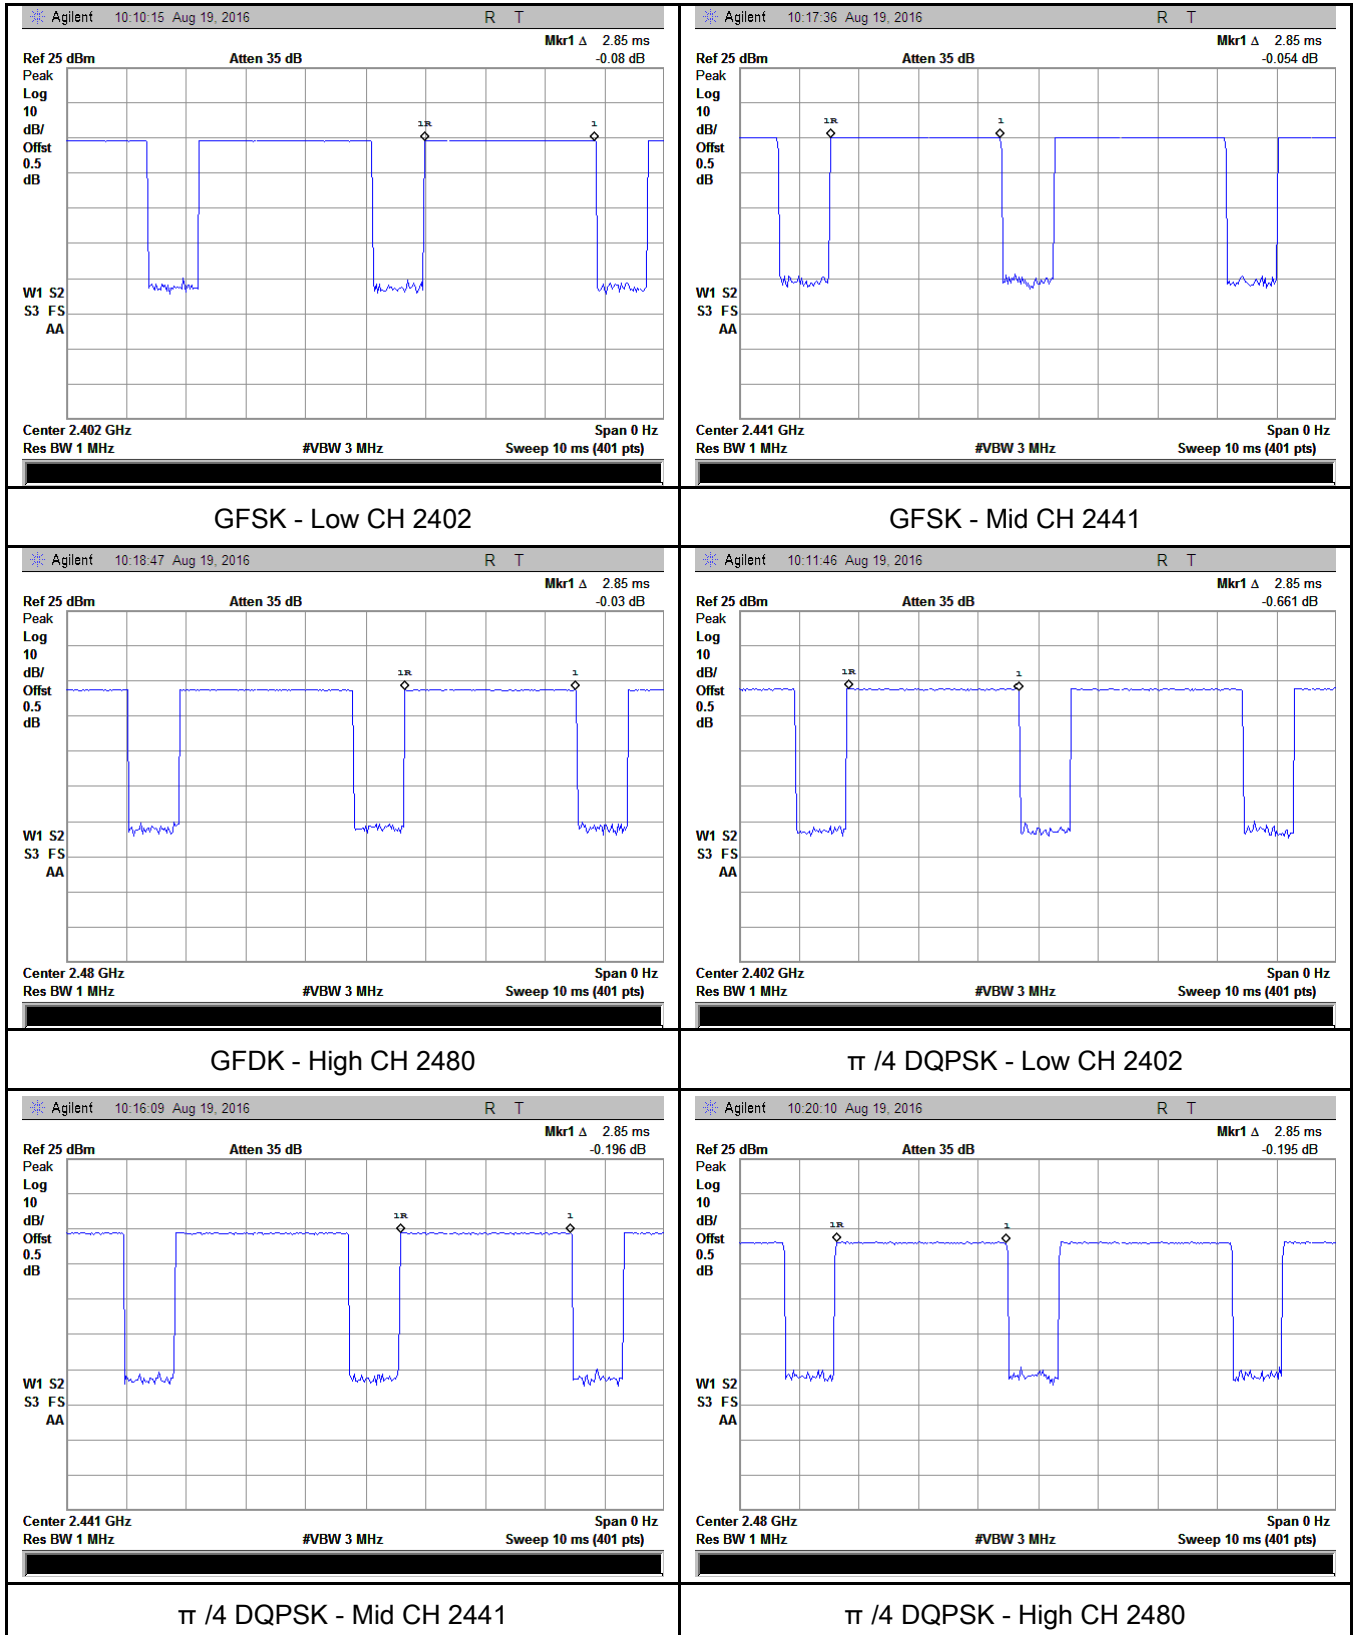 Agilent 10:10:15 Aug 19, 2016 R T
Mkr1 Δ 2.85 ms
Ref 25 dBm Atten 35 dB -0.08 dB
Peak
Log
10
dB/
Offst
0.5
dB
1R 1
W1 S2
S3 FS
AA
Center 2.402 GHz Span 0 Hz
Res BW 1 MHz #VBW 3 MHz Sweep 10 ms (401 pts)
GFSK - Low CH 2402
Agilent 10:17:36 Aug 19, 2016 R T
Mkr1 Δ 2.85 ms
Ref 25 dBm Atten 35 dB -0.054 dB
Peak
Log
10
dB/
Offst
0.5
dB
1R 1
W1 S2
S3 FS
AA
Center 2.441 GHz Span 0 Hz
Res BW 1 MHz #VBW 3 MHz Sweep 10 ms (401 pts)
GFSK - Mid CH 2441
Agilent 10:18:47 Aug 19, 2016 R T
Mkr1 Δ 2.85 ms
Ref 25 dBm Atten 35 dB -0.03 dB
Peak
Log
10
dB/
Offst
0.5
dB
1R 1
W1 S2
S3 FS
AA
Center 2.48 GHz Span 0 Hz
Res BW 1 MHz #VBW 3 MHz Sweep 10 ms (401 pts)
GFDK - High CH 2480
Agilent 10:11:46 Aug 19, 2016 R T
Mkr1 Δ 2.85 ms
Ref 25 dBm Atten 35 dB -0.661 dB
Peak
Log
10
dB/
Offst
0.5
dB
1R 1
W1 S2
S3 FS
AA
Center 2.402 GHz Span 0 Hz
Res BW 1 MHz #VBW 3 MHz Sweep 10 ms (401 pts)
π /4 DQPSK - Low CH 2402
Agilent 10:16:09 Aug 19, 2016 R T
Mkr1 Δ 2.85 ms
Ref 25 dBm Atten 35 dB -0.196 dB
Peak
Log
10
dB/
Offst
0.5
dB
1R 1
W1 S2
S3 FS
AA
Center 2.441 GHz Span 0 Hz
Res BW 1 MHz #VBW 3 MHz Sweep 10 ms (401 pts)
π /4 DQPSK - Mid CH 2441
Agilent 10:20:10 Aug 19, 2016 R T
Mkr1 Δ 2.85 ms
Ref 25 dBm Atten 35 dB -0.195 dB
Peak
Log
10
dB/
Offst
0.5
dB
1R 1
W1 S2
S3 FS
AA
Center 2.48 GHz Span 0 Hz
Res BW 1 MHz #VBW 3 MHz Sweep 10 ms (401 pts)
π /4 DQPSK - High CH 2480